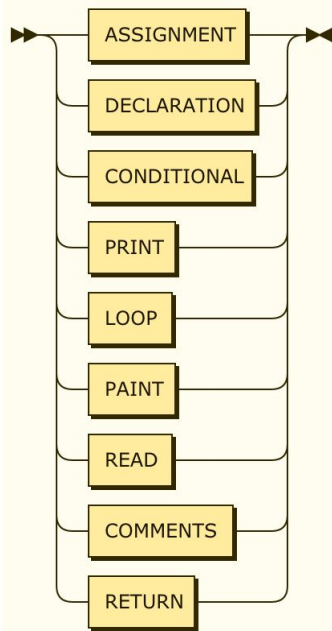 ASSIGNMENT
DECLARATION
CONDITIONAL
PRINT
LOOP
PAINT
READ
COMMENTS
RETURN